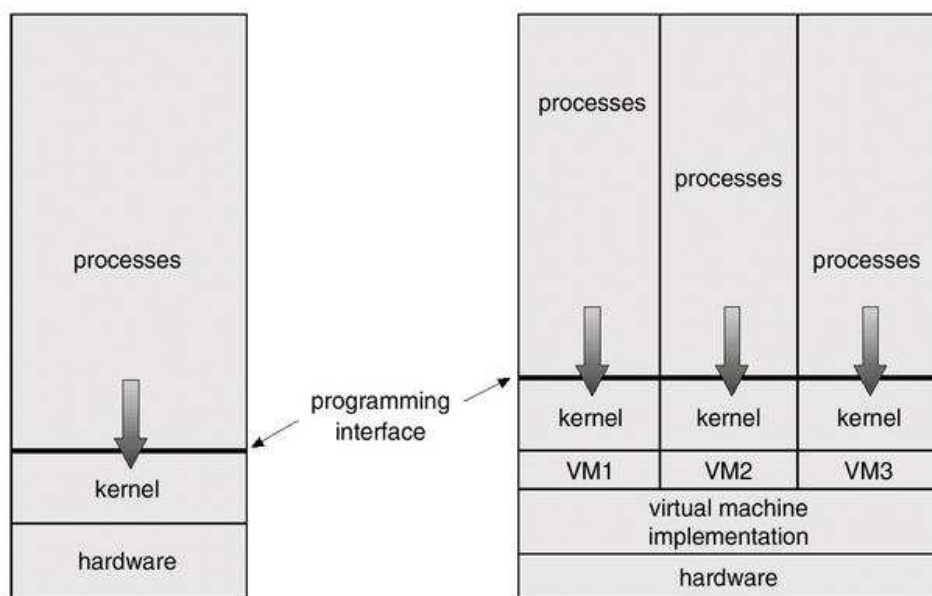 processes
kernel
hardware
programming
interface
processes
processes
processes
kernel
kernel
kernel
VM1
VM2
VM3
virtual machine
implementation
hardware